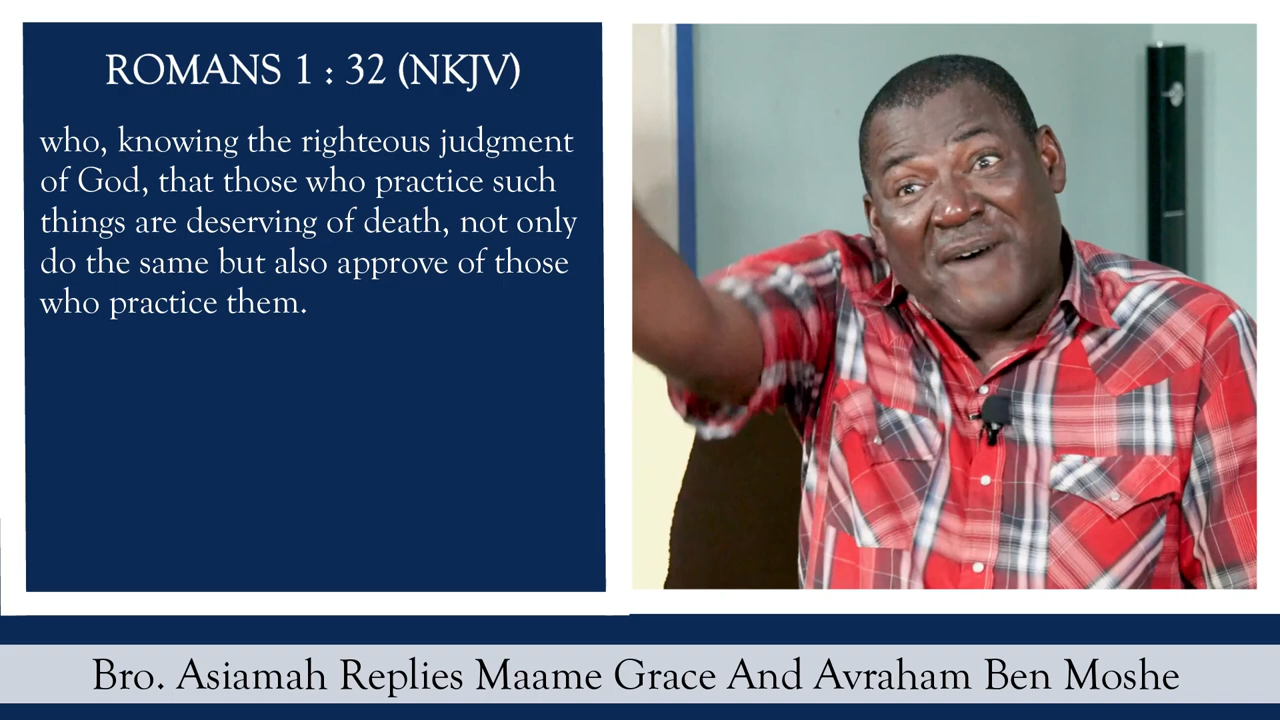 ROMANS 1 : 32 (NKJV)
who, knowing the righteous judgment
of God, that those who practice such
things are deserving of death, not only
do the same but also approve of those
who practice them.
Bro. Asiamah Replies Maame Grace And Avraham Ben Moshe